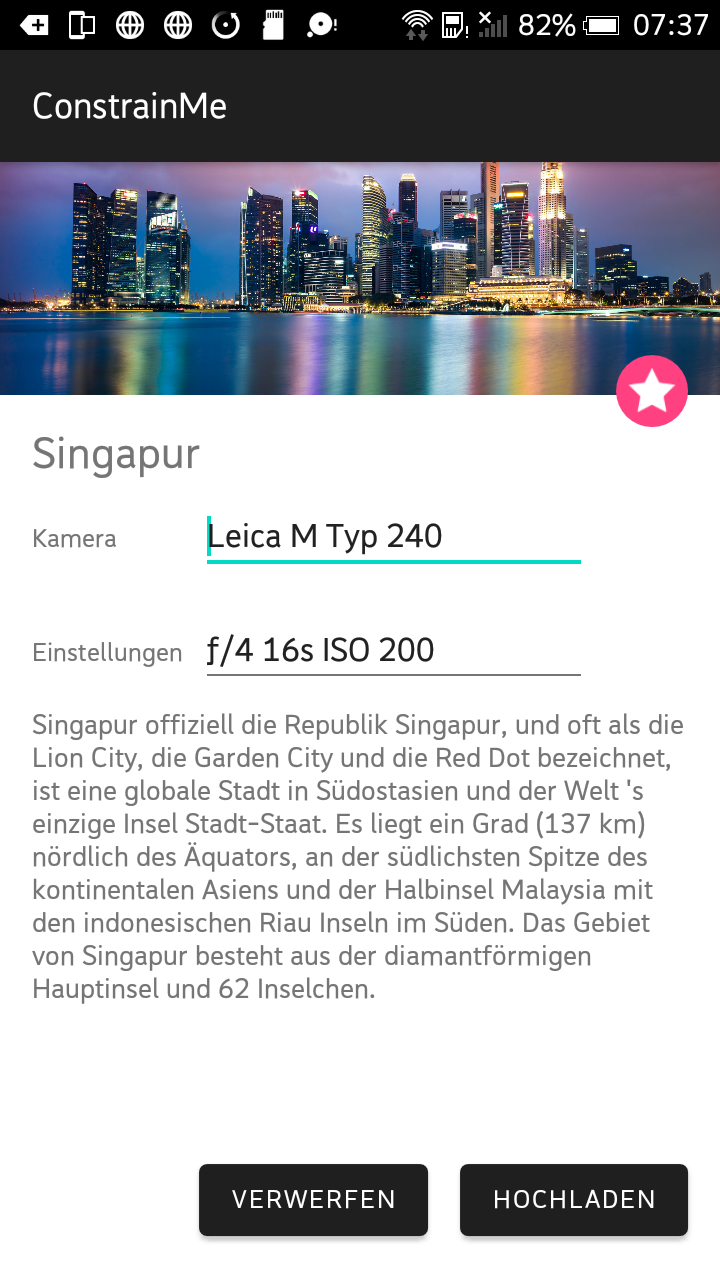 82% 07:37
ConstrainMe
Singapur
Kamera Leica M Typ 240
Einstellungen ƒ/4 16s ISO 200
Singapur offiziell die Republik Singapur, und oft als die
Lion City, die Garden City und die Red Dot bezeichnet,
ist eine globale Stadt in Südostasien und der Welt 's
einzige Insel Stadt-Staat. Es liegt ein Grad (137 km)
nördlich des Äquators, an der südlichsten Spitze des
kontinentalen Asiens und der Halbinsel Malaysia mit
den indonesischen Riau Inseln im Süden. Das Gebiet
von Singapur besteht aus der diamantförmigen
Hauptinsel und 62 Inselchen.
VERWERFEN HOCHLADEN